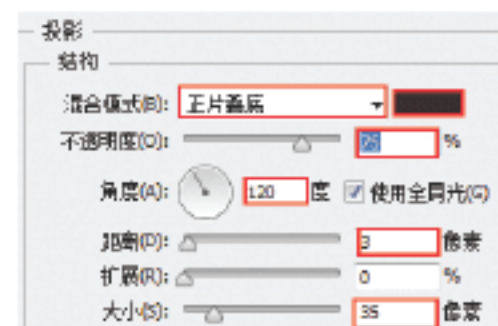 投影
结构
混合模式(B): 正片叠底
不透明度(O): 75 %
角度(A): 120 度 使用全局光(G)
距离(D): 3 像素
扩展(R): 0 %
大小(S): 35 像素